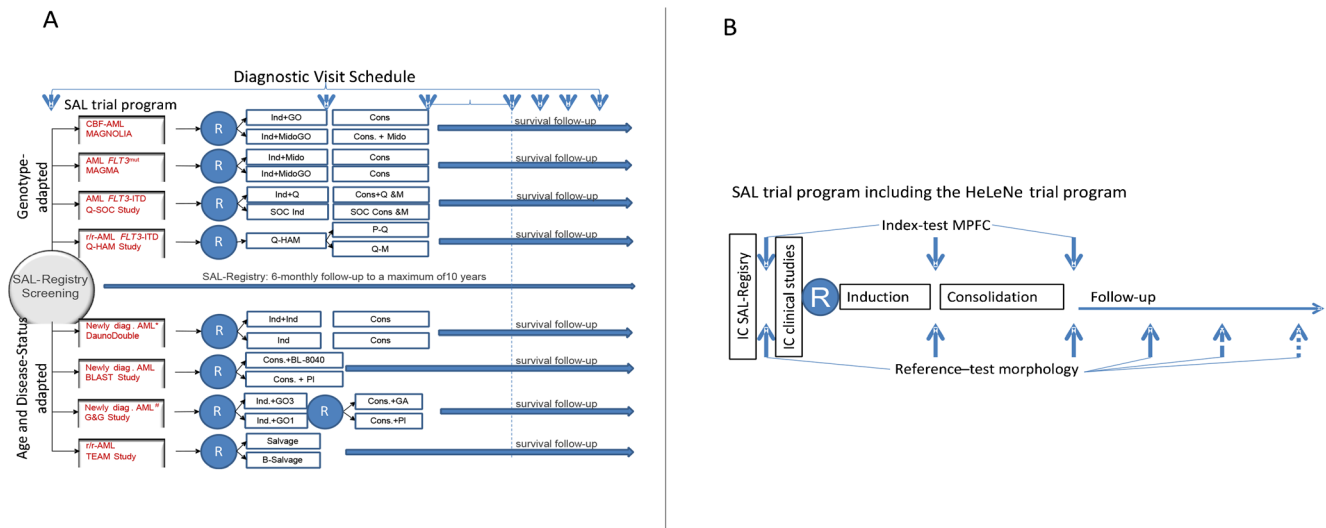 A
Diagnostic Visit Schedule
SAL trial program
Genotype-
adapted
CBF-AML
MAGNOLIA
R
Ind+GO
Cons
Ind+MidoGO
Cons. + Mido
survival follow-up
AML FLT3mut
MAGMA
R
Ind+Mido
Cons
Ind+MidoGO
Cons
survival follow-up
AML FLT3-ITD
Q-SOC Study
R
Ind+Q
Cons+Q &M
SOC Ind
SOC Cons &M
survival follow-up
r/r-AML FLT3-ITD
Q-HAM Study
R
Q-HAM
P-Q
Q-M
survival follow-up
SAL-Registry
Screening
SAL-Registry: 6-monthly follow-up to a maximum of10 years
Age and Disease-Status
adapted
Newly diag. AML*
DaunoDouble
R
Ind+Ind
Cons
Ind
Cons
survival follow-up
Newly diag. AML
BLAST Study
R
Cons.+BL-8040
Cons. + Pl
survival follow-up
Newly diag. AML#
G&G Study
R
Ind.+GO3
Ind.+GO1
R
Cons.+GA
Cons.+Pl
survival follow-up
r/r-AML
TEAM Study
R
Salvage
B-Salvage
survival follow-up
B
SAL trial program including the HeLeNe trial program
Index-test MPFC
IC SAL-Regisry
IC clinical studies
R
Induction
Consolidation
Follow-up
Reference–test morphology